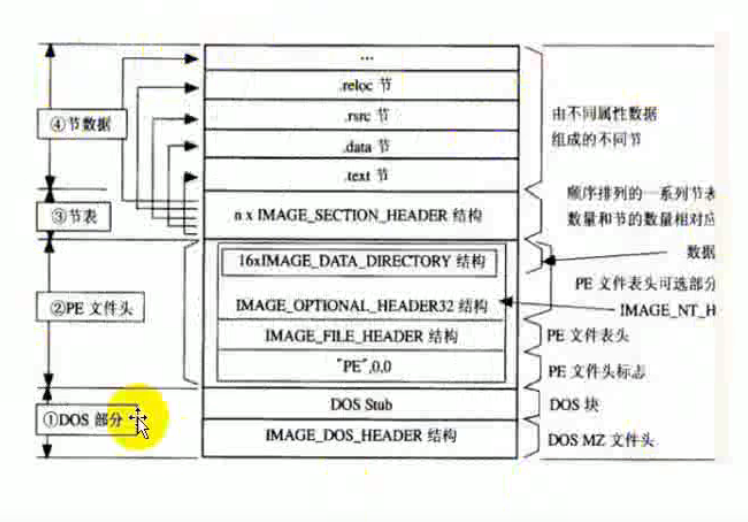 ...
.reloc 节
.rsrc 节
.data 节
.text 节
④节数据
由不同属性数据
组成的不同节
③节表
n x IMAGE_SECTION_HEADER 结构
顺序排列的一系列节表
数量和节的数量相对应
16xIMAGE_DATA_DIRECTORY 结构
数据
PE 文件表头可选部分
②PE 文件头
IMAGE_OPTIONAL_HEADER32 结构
IMAGE_NT_H
IMAGE_FILE_HEADER 结构
PE 文件表头
"PE",0,0
PE 文件头标志
①DOS 部分
DOS Stub
DOS 块
IMAGE_DOS_HEADER 结构
DOS MZ 文件头